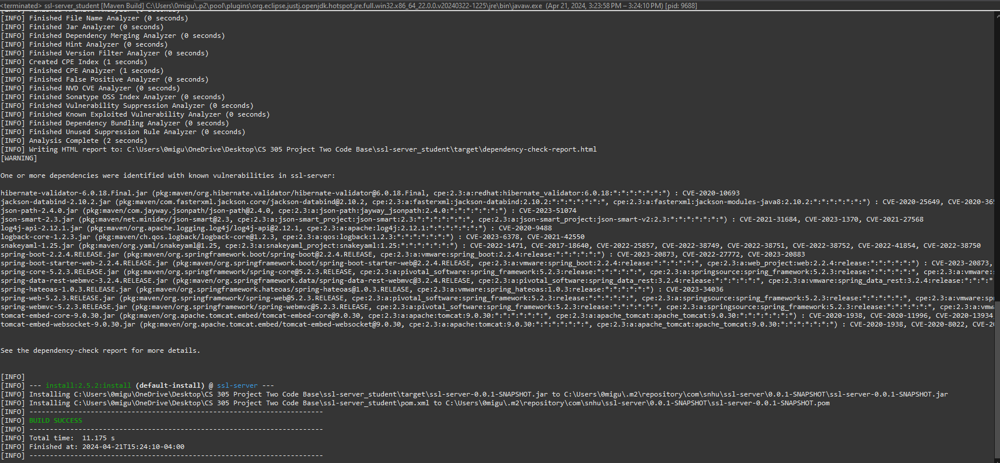 <terminated> ssl-server_student [Maven Build] C:\Users\0migu\.p2\pool\plugins\org.eclipse.justj.openjdk.hotspot.jre.full.win32.x86_64_22.0.0.v20240322-1225\jre\bin\javaw.exe (Apr 21, 2024, 3:23:58 PM – 3:24:10 PM) [pid: 9688]
[INFO] Finished Archive Analyzer (0 seconds)
[INFO] Finished File Name Analyzer (0 seconds)
[INFO] Finished Jar Analyzer (0 seconds)
[INFO] Finished Dependency Merging Analyzer (0 seconds)
[INFO] Finished Hint Analyzer (0 seconds)
[INFO] Finished Version Filter Analyzer (0 seconds)
[INFO] Created CPE Index (1 seconds)
[INFO] Finished CPE Analyzer (1 seconds)
[INFO] Finished False Positive Analyzer (0 seconds)
[INFO] Finished NVD CVE Analyzer (0 seconds)
[INFO] Finished Sonatype OSS Index Analyzer (0 seconds)
[INFO] Finished Vulnerability Suppression Analyzer (0 seconds)
[INFO] Finished Known Exploited Vulnerability Analyzer (0 seconds)
[INFO] Finished Dependency Bundling Analyzer (0 seconds)
[INFO] Finished Unused Suppression Rule Analyzer (0 seconds)
[INFO] Analysis Complete (2 seconds)
[INFO] Writing HTML report to: C:\Users\0migu\OneDrive\Desktop\CS 305 Project Two Code Base\ssl-server_student\target\dependency-check-report.html
[WARNING]
One or more dependencies were identified with known vulnerabilities in ssl-server:
hibernate-validator-6.0.18.Final.jar (pkg:maven/org.hibernate.validator/hibernate-validator@6.0.18.Final, cpe:2.3:a:redhat:hibernate_validator:6.0.18:*:*:*:*:*:*:*) : CVE-2020-10693
jackson-databind-2.10.2.jar (pkg:maven/com.fasterxml.jackson.core/jackson-databind@2.10.2, cpe:2.3:a:fasterxml:jackson-databind:2.10.2:*:*:*:*:*:*:*, cpe:2.3:a:fasterxml:jackson-modules-java8:2.10.2:*:*:*:*:*:*:*) : CVE-2020-25649, CVE-2020-365
json-path-2.4.0.jar (pkg:maven/com.jayway.jsonpath/json-path@2.4.0, cpe:2.3:a:json-path:jayway_jsonpath:2.4.0:*:*:*:*:*:*:*) : CVE-2023-51074
json-smart-2.3.jar (pkg:maven/net.minidev/json-smart@2.3, cpe:2.3:a:json-smart_project:json-smart:2.3:*:*:*:*:*:*:*, cpe:2.3:a:json-smart_project:json-smart-v2:2.3:*:*:*:*:*:*:*) : CVE-2021-31684, CVE-2023-1370, CVE-2021-27568
log4j-api-2.12.1.jar (pkg:maven/org.apache.logging.log4j/log4j-api@2.12.1, cpe:2.3:a:apache:log4j:2.12.1:*:*:*:*:*:*:*) : CVE-2020-9488
logback-core-1.2.3.jar (pkg:maven/ch.qos.logback/logback-core@1.2.3, cpe:2.3:a:qos:logback:1.2.3:*:*:*:*:*:*:*) : CVE-2023-6378, CVE-2021-42550
snakeyaml-1.25.jar (pkg:maven/org.yaml/snakeyaml@1.25, cpe:2.3:a:snakeyaml_project:snakeyaml:1.25:*:*:*:*:*:*:*) : CVE-2022-1471, CVE-2017-18640, CVE-2022-25857, CVE-2022-38749, CVE-2022-38751, CVE-2022-38752, CVE-2022-41854, CVE-2022-38750
spring-boot-2.2.4.RELEASE.jar (pkg:maven/org.springframework.boot/spring-boot@2.2.4.RELEASE, cpe:2.3:a:vmware:spring_boot:2.2.4:release:*:*:*:*:*:*) : CVE-2023-20873, CVE-2022-27772, CVE-2023-20883
spring-boot-starter-web-2.2.4.RELEASE.jar (pkg:maven/org.springframework.boot/spring-boot-starter-web@2.2.4.RELEASE, cpe:2.3:a:vmware:spring_boot:2.2.4:release:*:*:*:*:*:*, cpe:2.3:a:web_project:web:2.2.4:release:*:*:*:*:*:*) : CVE-2023-20873,
spring-core-5.2.3.RELEASE.jar (pkg:maven/org.springframework/spring-core@5.2.3.RELEASE, cpe:2.3:a:pivotal_software:spring_framework:5.2.3:release:*:*:*:*:*:*, cpe:2.3:a:springsource:spring_framework:5.2.3:release:*:*:*:*:*:*, cpe:2.3:a:vmware:s
spring-data-rest-webmvc-3.2.4.RELEASE.jar (pkg:maven/org.springframework.data/spring-data-rest-webmvc@3.2.4.RELEASE, cpe:2.3:a:pivotal_software:spring_data_rest:3.2.4:release:*:*:*:*:*:*, cpe:2.3:a:vmware:spring_data_rest:3.2.4:release:*:*:*:*
spring-hateoas-1.0.3.RELEASE.jar (pkg:maven/org.springframework.hateoas/spring-hateoas@1.0.3.RELEASE, cpe:2.3:a:vmware:spring_hateoas:1.0.3:release:*:*:*:*:*:*) : CVE-2023-34036
spring-web-5.2.3.RELEASE.jar (pkg:maven/org.springframework/spring-web@5.2.3.RELEASE, cpe:2.3:a:pivotal_software:spring_framework:5.2.3:release:*:*:*:*:*:*, cpe:2.3:a:springsource:spring_framework:5.2.3:release:*:*:*:*:*:*, cpe:2.3:a:vmware:spr
spring-webmvc-5.2.3.RELEASE.jar (pkg:maven/org.springframework/spring-webmvc@5.2.3.RELEASE, cpe:2.3:a:pivotal_software:spring_framework:5.2.3:release:*:*:*:*:*:*, cpe:2.3:a:springsource:spring_framework:5.2.3:release:*:*:*:*:*:*, cpe:2.3:a:vmwa
tomcat-embed-core-9.0.30.jar (pkg:maven/org.apache.tomcat.embed/tomcat-embed-core@9.0.30, cpe:2.3:a:apache:tomcat:9.0.30:*:*:*:*:*:*:*, cpe:2.3:a:apache_tomcat:apache_tomcat:9.0.30:*:*:*:*:*:*:*) : CVE-2020-1938, CVE-2020-11996, CVE-2020-13934
tomcat-embed-websocket-9.0.30.jar (pkg:maven/org.apache.tomcat.embed/tomcat-embed-websocket@9.0.30, cpe:2.3:a:apache:tomcat:9.0.30:*:*:*:*:*:*:*, cpe:2.3:a:apache_tomcat:apache_tomcat:9.0.30:*:*:*:*:*:*:*) : CVE-2020-1938, CVE-2020-8022, CVE-20
See the dependency-check report for more details.
[INFO]
[INFO] --- install:2.5.2:install (default-install) @ ssl-server ---
[INFO] Installing C:\Users\0migu\OneDrive\Desktop\CS 305 Project Two Code Base\ssl-server_student\target\ssl-server-0.0.1-SNAPSHOT.jar to C:\Users\0migu\.m2\repository\com\snhu\ssl-server\0.0.1-SNAPSHOT\ssl-server-0.0.1-SNAPSHOT.jar
[INFO] Installing C:\Users\0migu\OneDrive\Desktop\CS 305 Project Two Code Base\ssl-server_student\pom.xml to C:\Users\0migu\.m2\repository\com\snhu\ssl-server\0.0.1-SNAPSHOT\ssl-server-0.0.1-SNAPSHOT.pom
[INFO] ------------------------------------------------------------------------
[INFO] BUILD SUCCESS
[INFO] ------------------------------------------------------------------------
[INFO] Total time:  11.175 s
[INFO] Finished at: 2024-04-21T15:24:10-04:00
[INFO] ------------------------------------------------------------------------